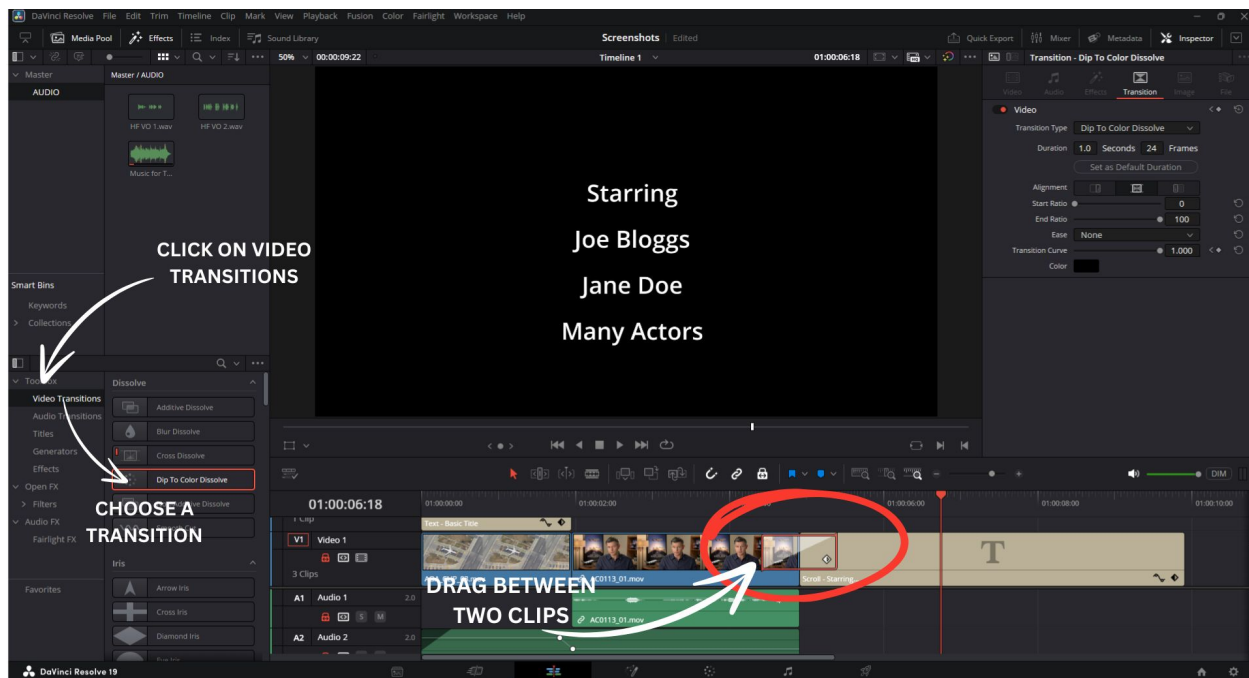 DaVinci Resolve File Edit Trim Timeline Clip Mark View Playback Fusion Color Fairlight Workspace Help
Media Pool Effects Index Sound Library Screenshots Edited Quick Export Mixer Metadata Inspector
50% 00:00:09:22 Timeline 1 01:00:06:18 Transition - Dip To Color Dissolve
Master
AUDIO
Master / AUDIO
HF VO 1.wav HF VO 2.wav
Music for T...
Smart Bins
Keywords
Collections
CLICK ON VIDEO
TRANSITIONS
Starring
Joe Bloggs
Jane Doe
Many Actors
Video Audio Effects Transition Image File
Video
Transition Type Dip To Color Dissolve
Duration 1.0 Seconds 24 Frames
Set as Default Duration
Alignment
Start Ratio 0
End Ratio 100
Ease None
Transition Curve 1.000
Color
Toolbox
Video Transitions
Audio Transitions
Titles
Generators
Effects
Open FX
Filters
Audio FX
Fairlight FX
Favorites
Dissolve
Additive Dissolve
Blur Dissolve
Cross Dissolve
Dip To Color Dissolve
Dissolve
Iris
Arrow Iris
Cross Iris
Diamond Iris
CHOOSE A
TRANSITION
DIM
01:00:06:18 01:00:00:00 01:00:02:00 01:00:06:00 01:00:08:00 01:00:10:00
1 Clip
Text - Basic Title
V1 Video 1
3 Clips
AC0113_01.mov
Scroll - Starring...
T
A1 Audio 1 2.0
S M
AC0113_01.mov
A2 Audio 2 2.0
DRAG BETWEEN
TWO CLIPS
DaVinci Resolve 19